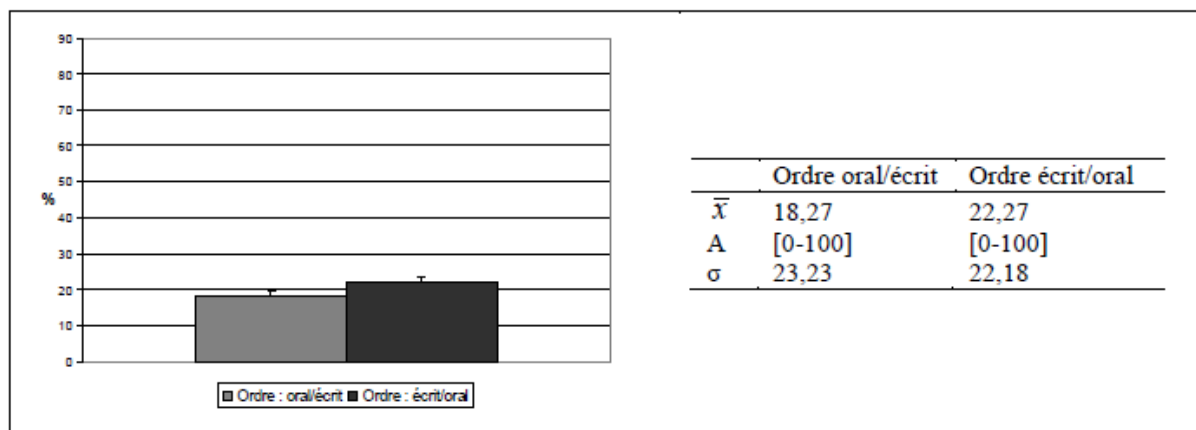 90
80
70
60
50
%
40
30
20
10
0
Ordre : oral/écrit Ordre : écrit/oral
Ordre oral/écrit Ordre écrit/oral
x̅ 18,27 22,27
A [0-100] [0-100]
σ 23,23 22,18